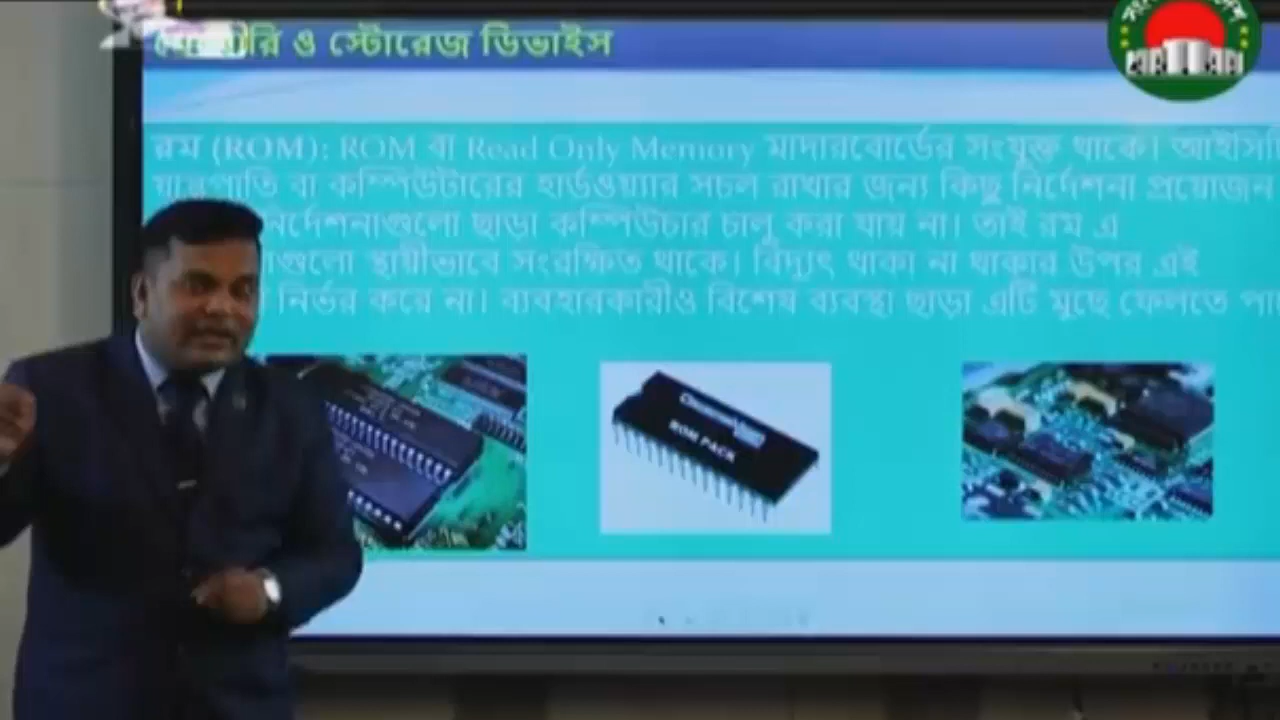 ও স্টোরেজ ডিভাইস
রম (ROM): ROM বা Read Only Memory মাদারবোর্ডের সংযুক্ত থাকে।
যন্ত্রপাতি বা কম্পিউটারের হার্ডওয়্যার সচল রাখার জন্য কিছু নির্দেশনা প্রয়োজন
নির্দেশনাগুলো ছাড়া কম্পিউটার চালু করা যায় না। তাই রম এ
স্থায়ীভাবে সংরক্ষিত থাকে। বিদ্যুৎ থাকা না থাকার উপর এই
নির্ভর করে না। ব্যবহারকারীও বিশেষ ব্যবস্থা ছাড়া এটি মুছে ফেলতে
ROM PACK